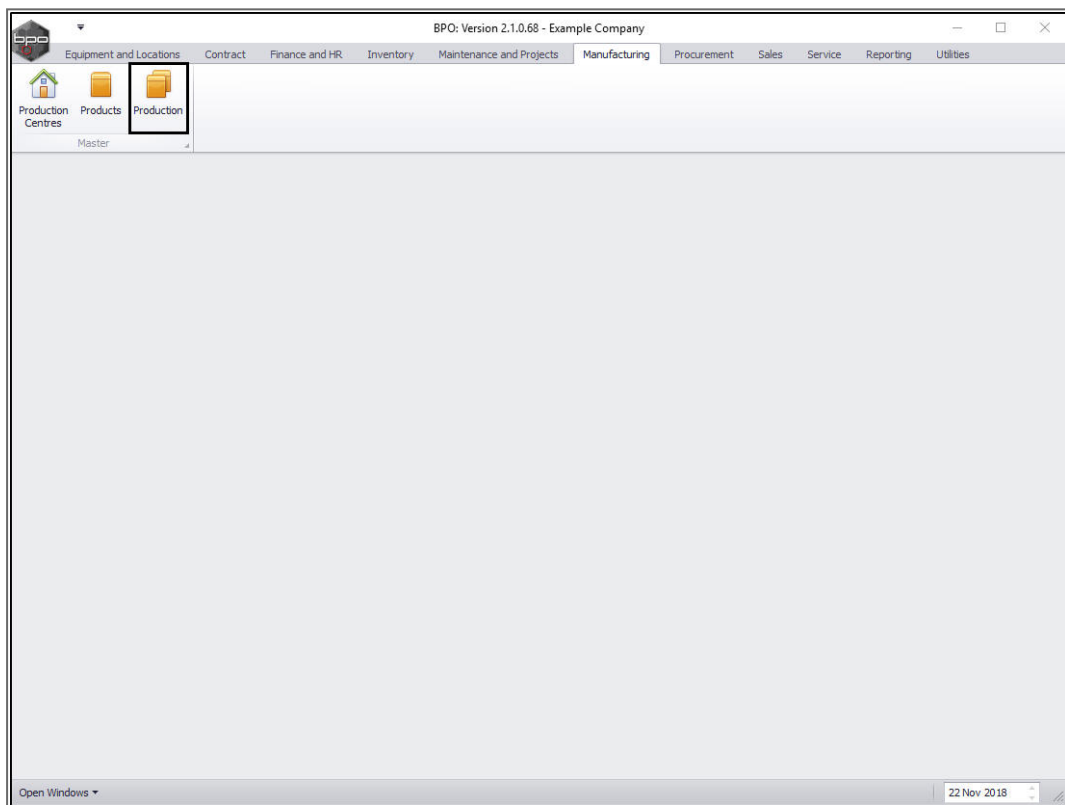 BPO: Version 2.1.0.68 - Example Company
bpo
Equipment and Locations Contract Finance and HR Inventory Maintenance and Projects Manufacturing Procurement Sales Service Reporting Utilities
Production Centres
Products
Production
Master
Open Windows
22 Nov 2018